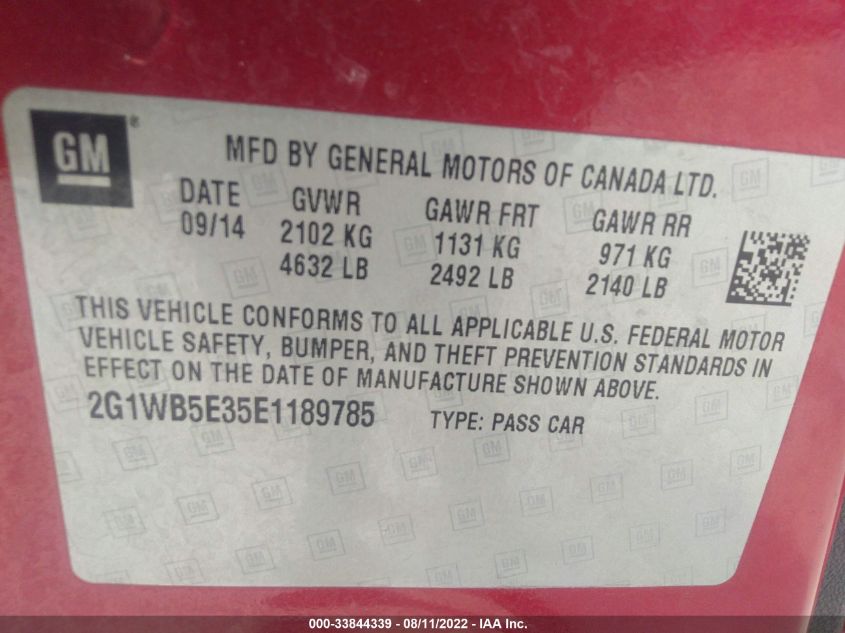 GM ®
MFD BY GENERAL MOTORS OF CANADA LTD.
DATE GVWR GAWR FRT GAWR RR
09/14 2102 KG 1131 KG 971 KG
4632 LB 2492 LB 2140 LB
THIS VEHICLE CONFORMS TO ALL APPLICABLE U.S. FEDERAL MOTOR
VEHICLE SAFETY, BUMPER, AND THEFT PREVENTION STANDARDS IN
EFFECT ON THE DATE OF MANUFACTURE SHOWN ABOVE.
2G1WB5E35E1189785 TYPE: PASS CAR
000-33844339 - 08/11/2022 - IAA Inc.